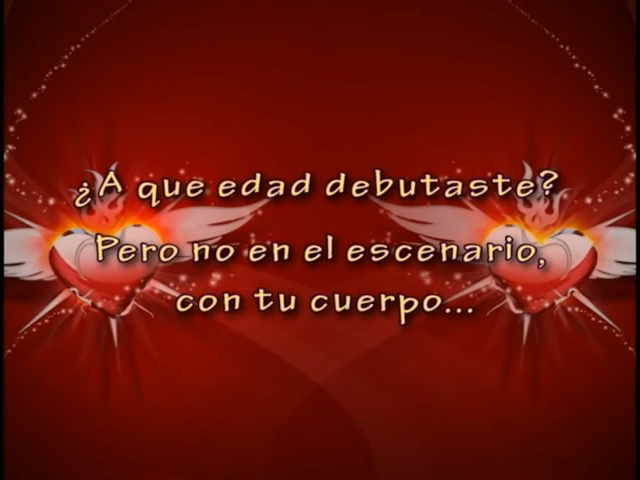 ¿A que edad debutaste?
Pero no en el escenario,
con tu cuerpo...